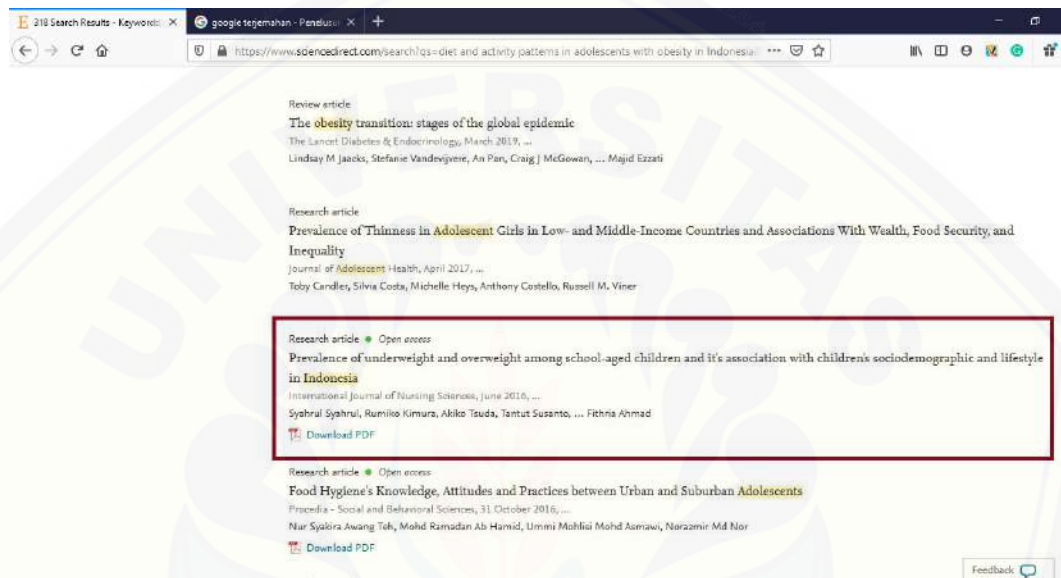 318 Search Results - Keywords
google terjemahan - Penelusur
https://www.sciencedirect.com/search?qs=diet and activity patterns in adolescents with obesity in Indonesia
Review article
The obesity transition: stages of the global epidemic
The Lancet Diabetes & Endocrinology, March 2019, ...
Lindsay M Jaacks, Stefanie Vandevijvere, An Pan, Craig J McGowan, ... Majid Ezzati
Research article
Prevalence of Thinness in Adolescent Girls in Low- and Middle-Income Countries and Associations With Wealth, Food Security, and
Inequality
Journal of Adolescent Health, April 2017, ...
Toby Candler, Silvia Costa, Michelle Heys, Anthony Costello, Russell M. Viner
Research article Open access
Prevalence of underweight and overweight among school-aged children and it's association with children's sociodemographic and lifestyle
in Indonesia
International Journal of Nursing Sciences, June 2016, ...
Syahrul Syahrul, Rumiko Kimura, Akiko Tsuda, Tantut Susanto, ... Fithria Ahmad
Download PDF
Research article Open access
Food Hygiene's Knowledge, Attitudes and Practices between Urban and Suburban Adolescents
Procedia - Social and Behavioral Sciences, 31 October 2016, ...
Nur Syakira Awang Teh, Mohd Ramadan Ab Hamid, Ummi Mohlisi Mohd Asmawi, Norazmir Md Nor
Download PDF
Feedback
UNIVERSITAS